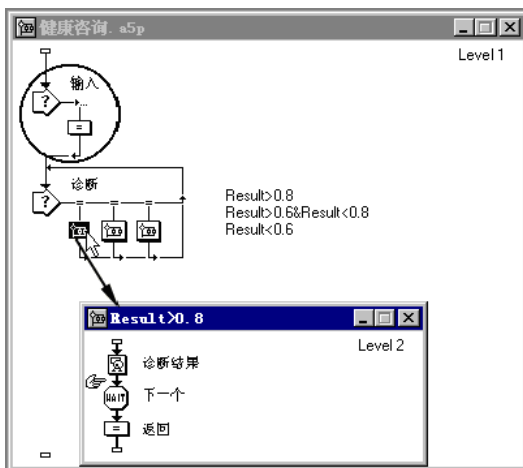 健康咨询. a5p
Level 1
输入
?
...
=
诊断
?
= = =
Result>0.8
Result>0.6&Result<0.8
Result<0.6
Result>0.8
Level 2
诊断结果
WAIT
下一个
=
返回